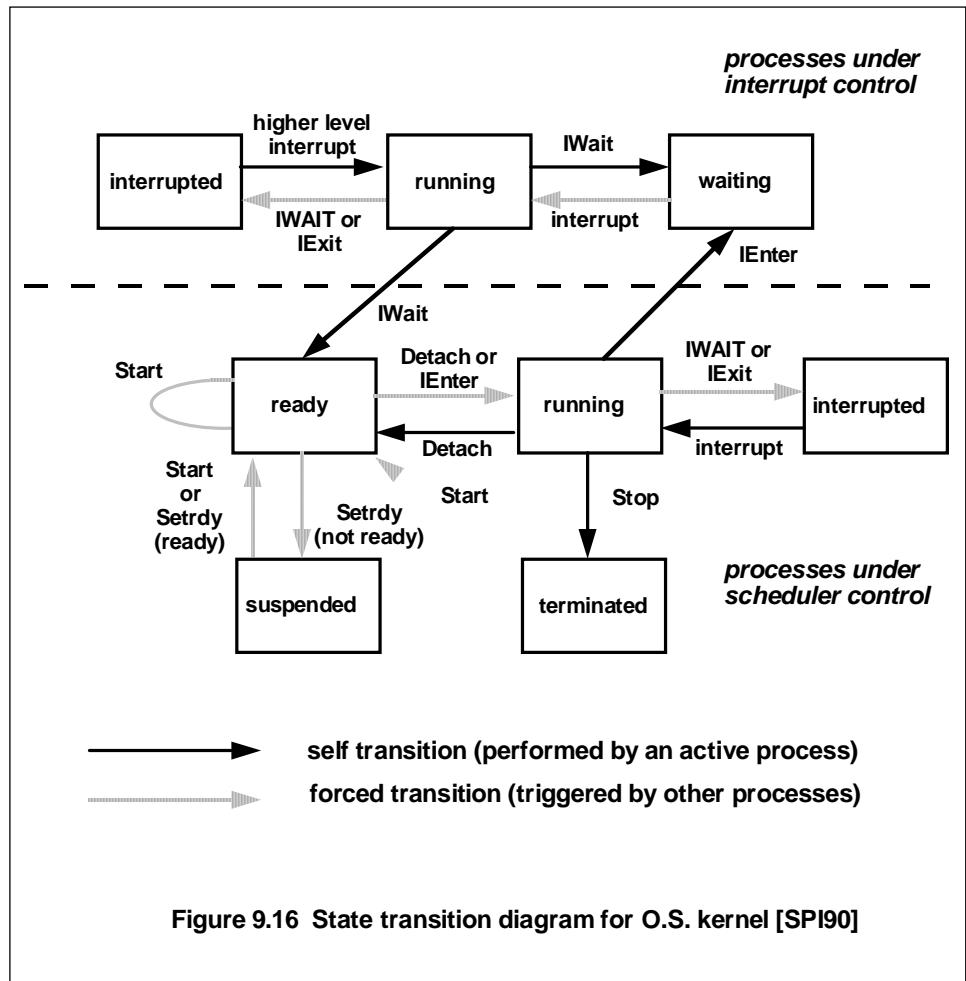 processes under
interrupt control
higher level
interrupt
IWait
interrupted
running
waiting
IWAIT or
IExit
interrupt
IEnter
IWait
Start
Detach or
IEnter
IWAIT or
IExit
ready
running
interrupted
Detach
interrupt
Start
or
Setrdy
(ready)
Start
Setrdy
(not ready)
Stop
suspended
terminated
processes under
scheduler control
self transition (performed by an active process)
forced transition (triggered by other processes)
Figure 9.16 State transition diagram for O.S. kernel [SPI90]